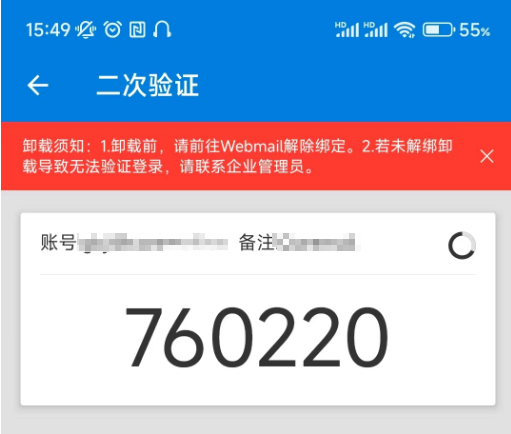 15:49 HD HD 55%
二次验证
卸载须知：1.卸载前，请前往Webmail解除绑定。2.若未解绑卸
载导致无法验证登录，请联系企业管理员。
账号 备注
760220